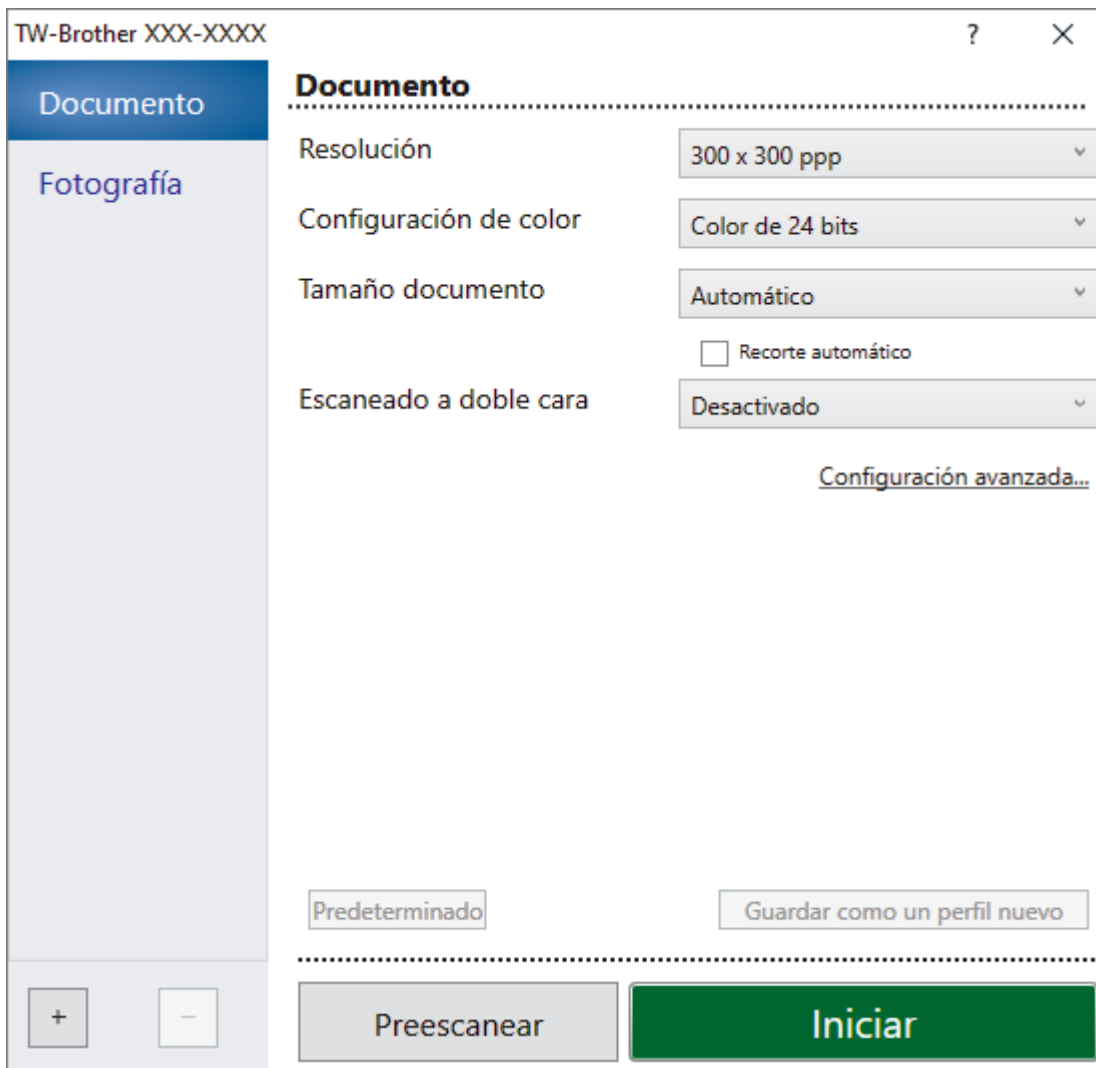 TW-Brother XXX-XXXX
?
Documento
Fotografía
Documento
Resolución
300 x 300 ppp
Configuración de color
Color de 24 bits
Tamaño documento
Automático
Recorte automático
Escaneado a doble cara
Desactivado
Configuración avanzada...
Predeterminado
Guardar como un perfil nuevo
+
−
Preescanear
Iniciar